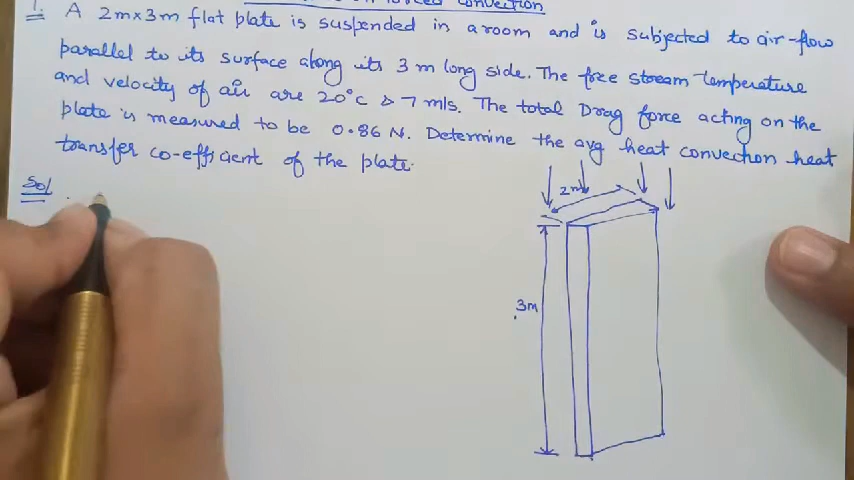 1. forced convection
A 2m×3m flat plate is suspended in a room and is subjected to air-flow
parallel to its surface along its 3 m long side. The free stream temperature
and velocity of air are 20°C & 7 m/s. The total Drag force acting on the
plate is measured to be 0.86 N. Determine the avg heat convection heat
transfer co-efficient of the plate.
Sol
2m
3m